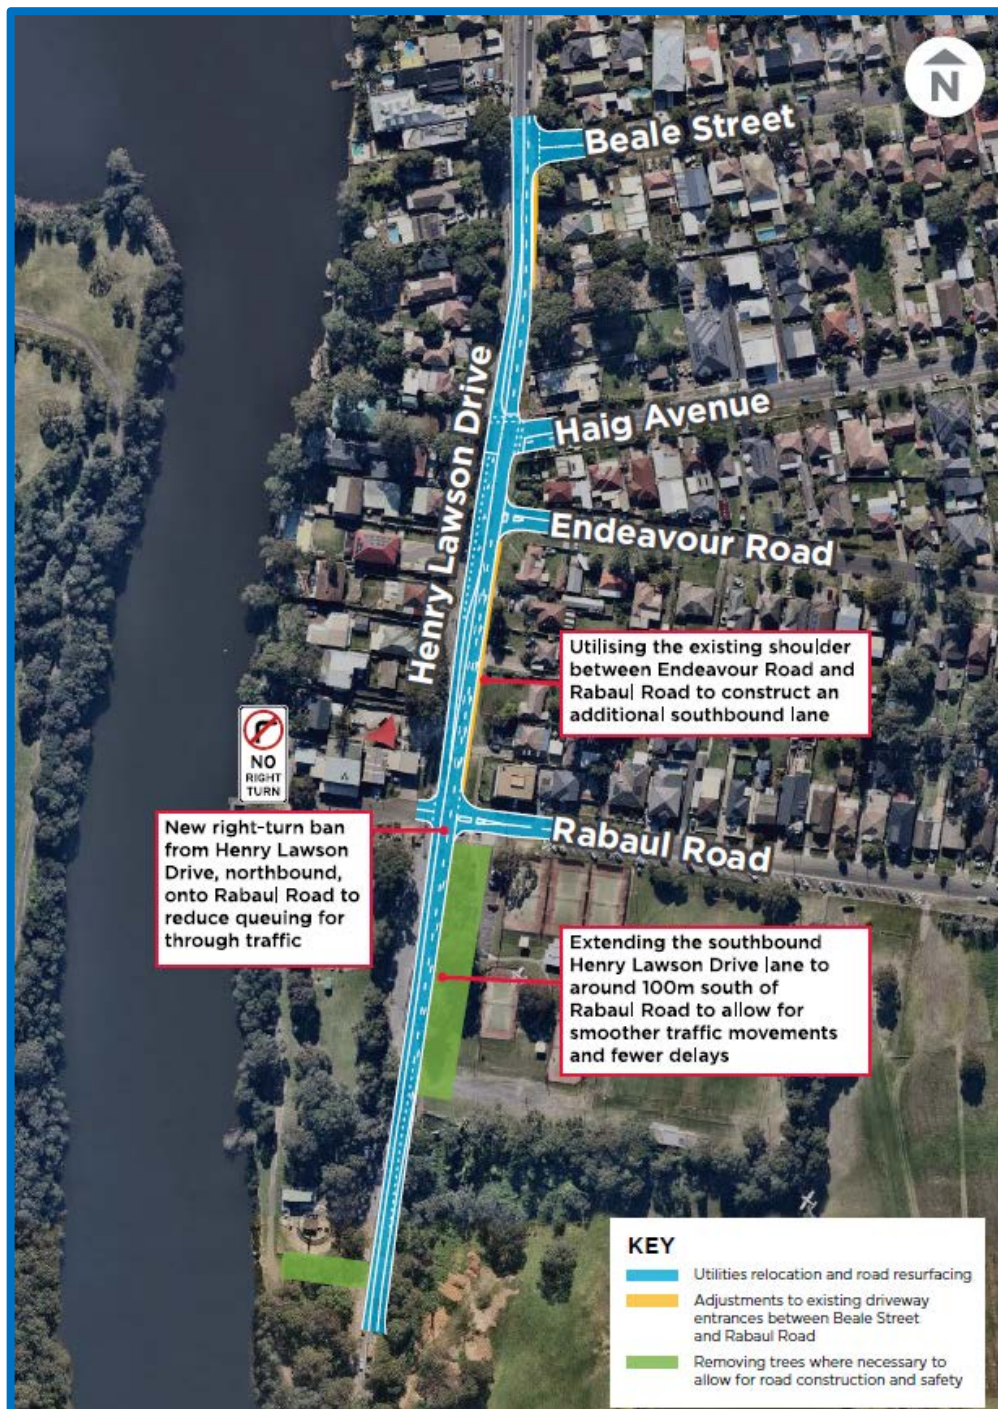 N
Beale Street
Henry Lawson Drive
Haig Avenue
Endeavour Road
Utilising the existing shoulder
between Endeavour Road and
Rabaul Road to construct an
additional southbound lane
NO
RIGHT
TURN
New right-turn ban
from Henry Lawson
Drive, northbound,
onto Rabaul Road to
reduce queuing for
through traffic
Rabaul Road
Extending the southbound
Henry Lawson Drive lane to
around 100m south of
Rabaul Road to allow for
smoother traffic movements
and fewer delays
KEY
Utilities relocation and road resurfacing
Adjustments to existing driveway
entrances between Beale Street
and Rabaul Road
Removing trees where necessary to
allow for road construction and safety